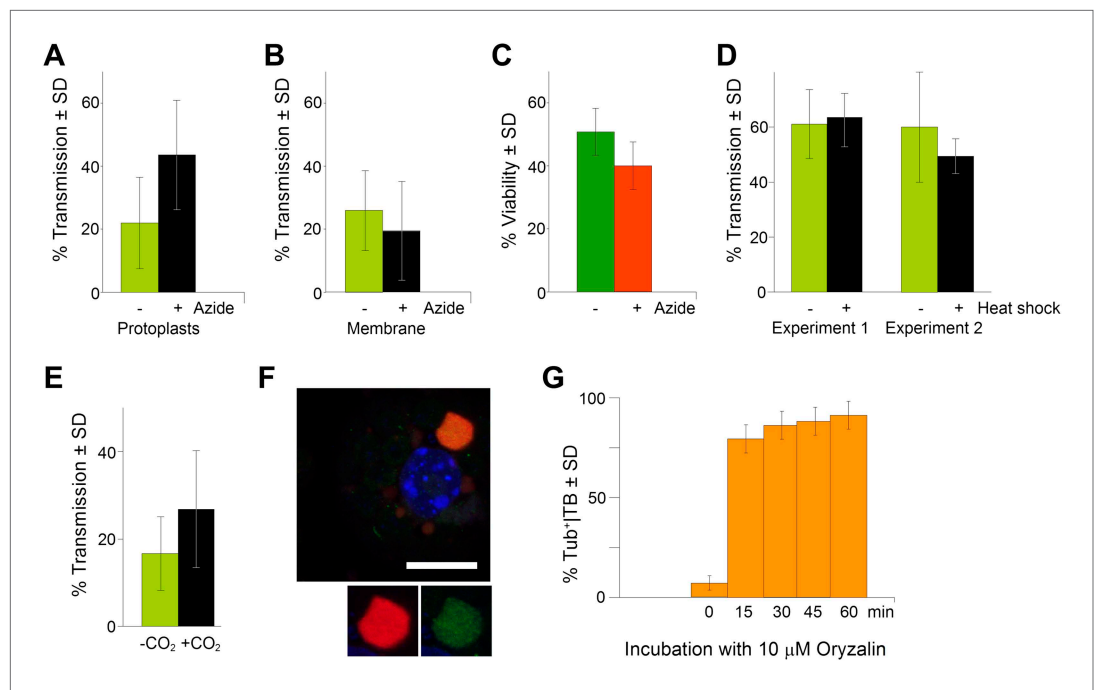 A
% Transmission ± SD
60
40
20
0
- + Azide
Protoplasts
B
% Transmission ± SD
60
40
20
0
- + Azide
Membrane
C
% Viability ± SD
60
40
20
0
- + Azide
D
% Transmission ± SD
60
40
20
0
- + - + Heat shock
Experiment 1 Experiment 2
E
% Transmission ± SD
40
20
0
-CO₂ +CO₂
F
G
% Tub⁺|TB ± SD
100
50
0
0 15 30 45 60 min
Incubation with 10 µM Oryzalin